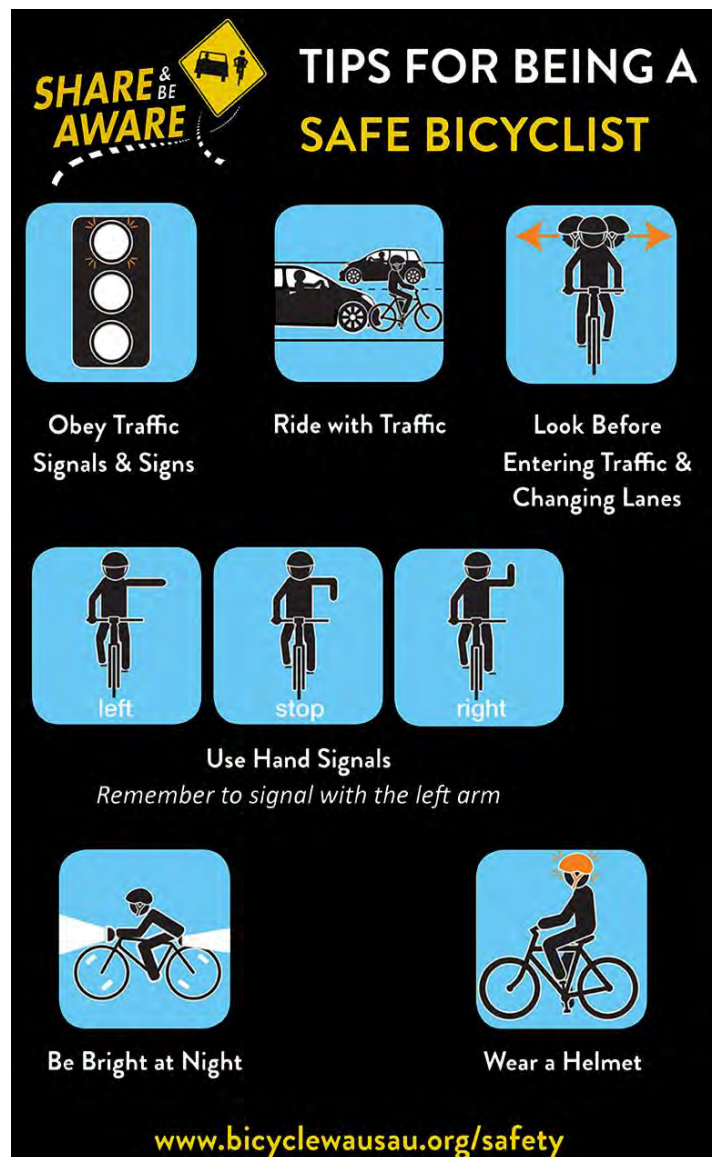 SHARE & BE AWARE
TIPS FOR BEING A
SAFE BICYCLIST
Obey Traffic
Signals & Signs
Ride with Traffic
Look Before
Entering Traffic &
Changing Lanes
left
stop
right
Use Hand Signals
Remember to signal with the left arm
Be Bright at Night
Wear a Helmet
www.bicyclewausau.org/safety